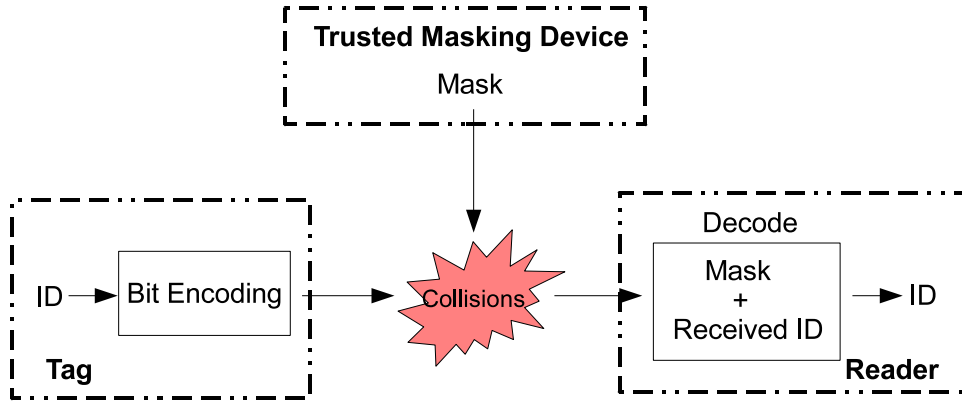 Trusted Masking Device
Mask
ID
Bit Encoding
Tag
Collisions
Decode
Mask
+
Received ID
ID
Reader